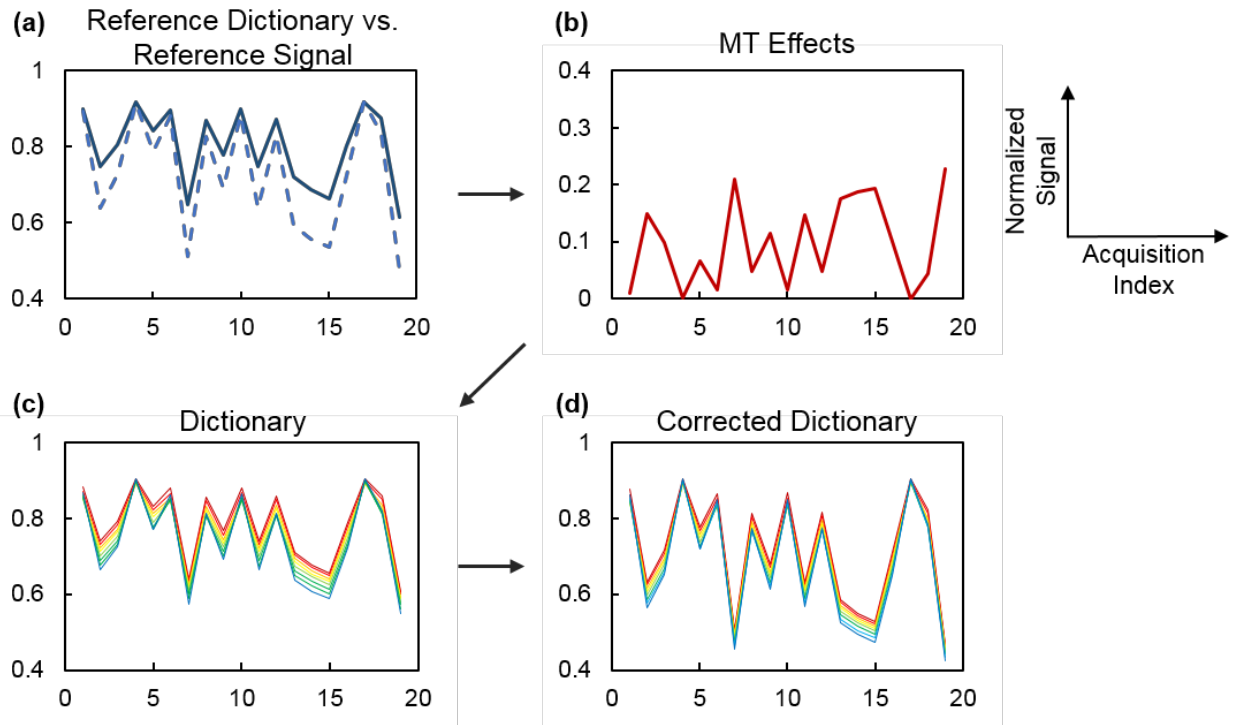 (a)
Reference Dictionary vs.
Reference Signal
1
0.8
0.6
0.4
0 5 10 15 20
(b)
MT Effects
0.4
0.3
0.2
0.1
0
0 5 10 15 20
Normalized
Signal
Acquisition
Index
(c)
Dictionary
1
0.8
0.6
0.4
0 5 10 15 20
(d)
Corrected Dictionary
1
0.8
0.6
0.4
0 5 10 15 20